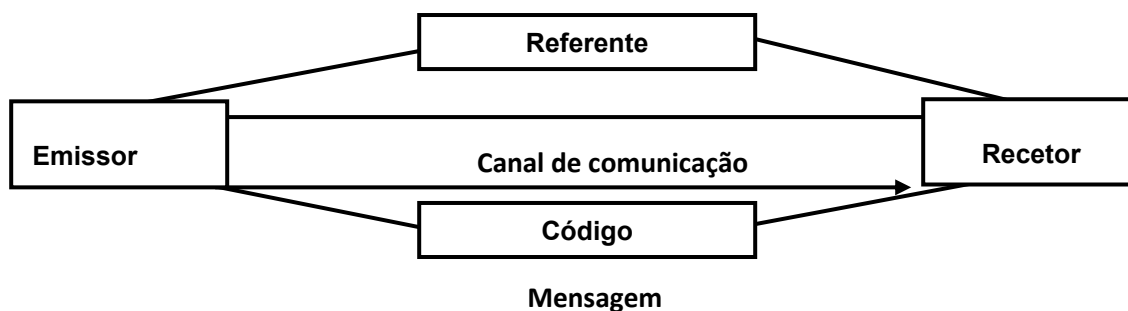 Referente
Emissor
Recetor
Canal de comunicação
Código
Mensagem